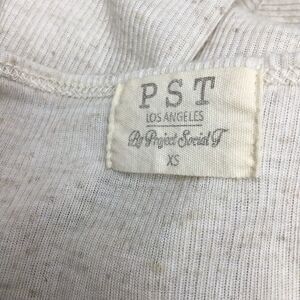 PST
LOS ANGELES
By Project Social T
XS